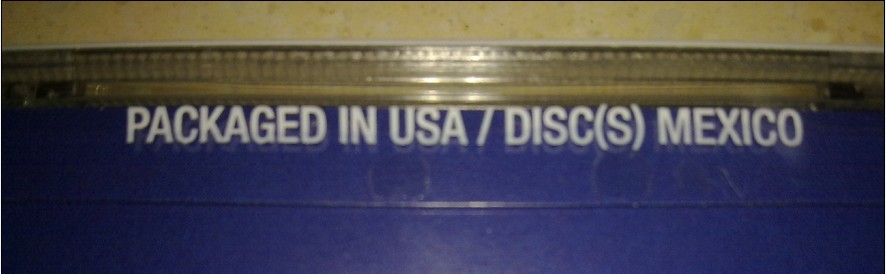 PACKAGED IN USA / DISC(S) MEXICO